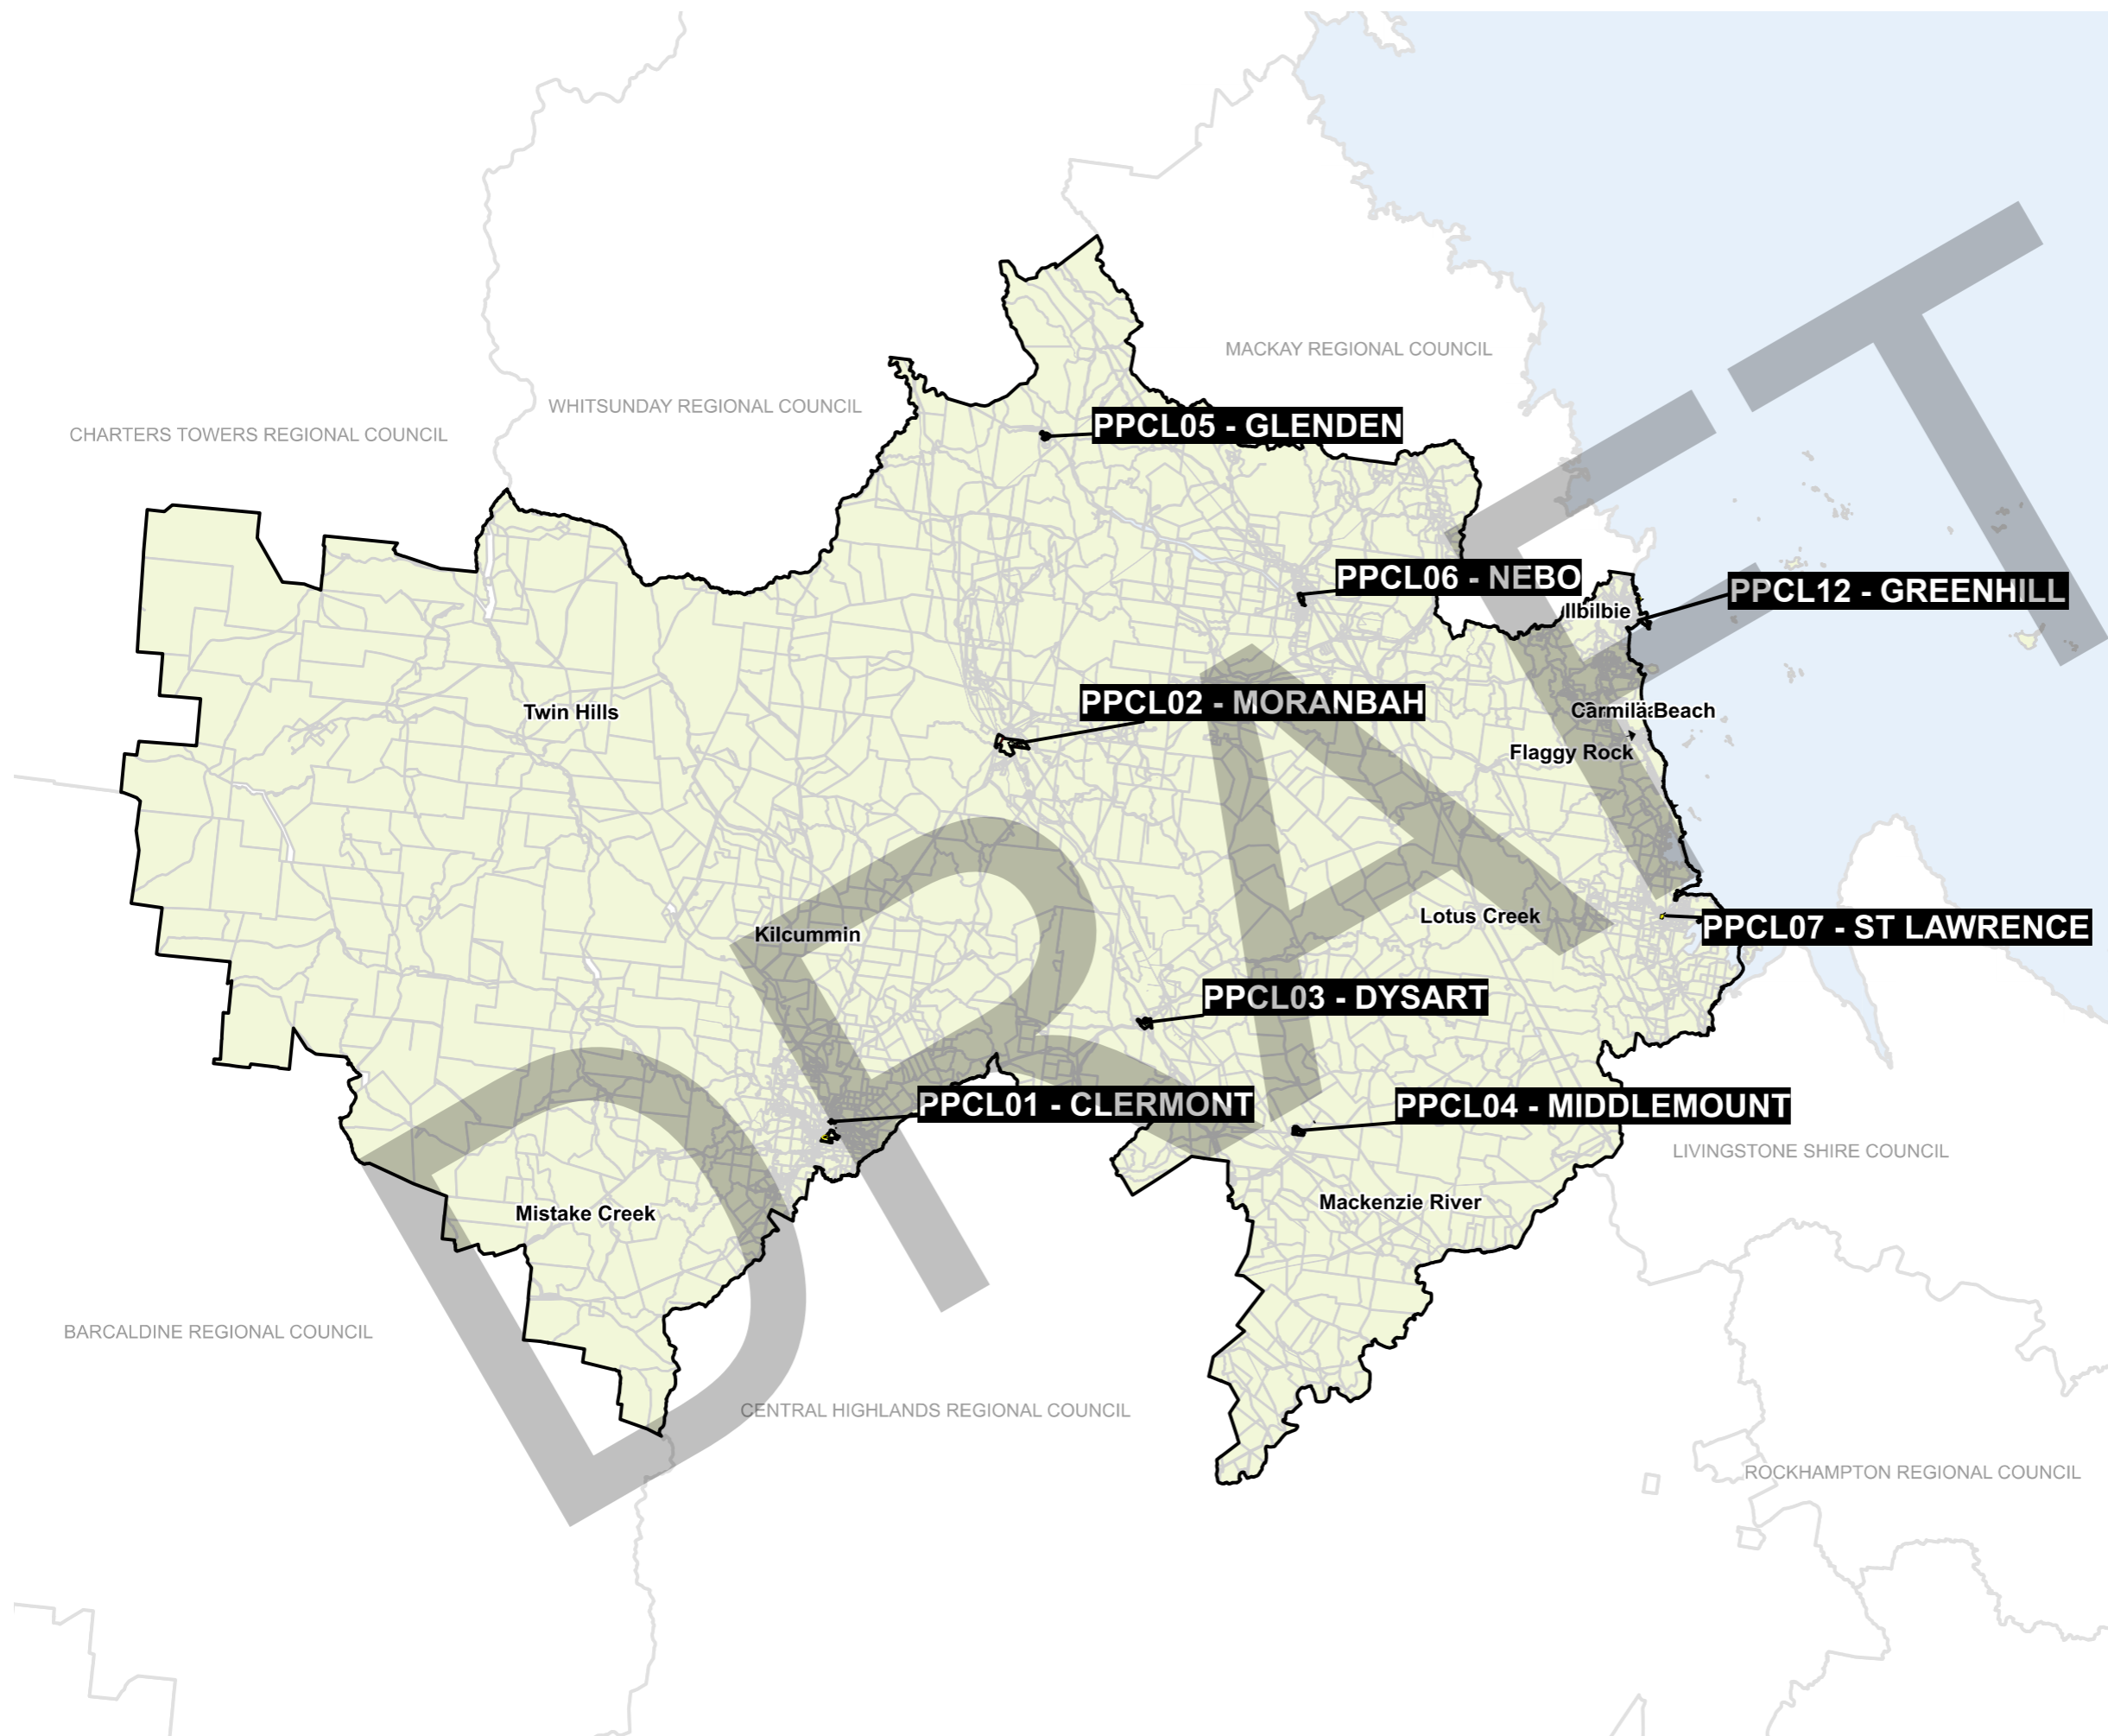 MACKAY REGIONAL COUNCIL
WHITSUNDAY REGIONAL COUNCIL
CHARTERS TOWERS REGIONAL COUNCIL
PPCL05 - GLENDEN
PPCL06 - NEBO
PPCL12 - GREENHILL
Ilbilbie
PPCL02 - MORANBAH
Twin Hills
Carmila Beach
Flaggy Rock
Lotus Creek
PPCL07 - ST LAWRENCE
Kilcummin
PPCL03 - DYSART
PPCL01 - CLERMONT
PPCL04 - MIDDLEMOUNT
LIVINGSTONE SHIRE COUNCIL
Mackenzie River
Mistake Creek
BARCALDINE REGIONAL COUNCIL
CENTRAL HIGHLANDS REGIONAL COUNCIL
ROCKHAMPTON REGIONAL COUNCIL
DRAFT